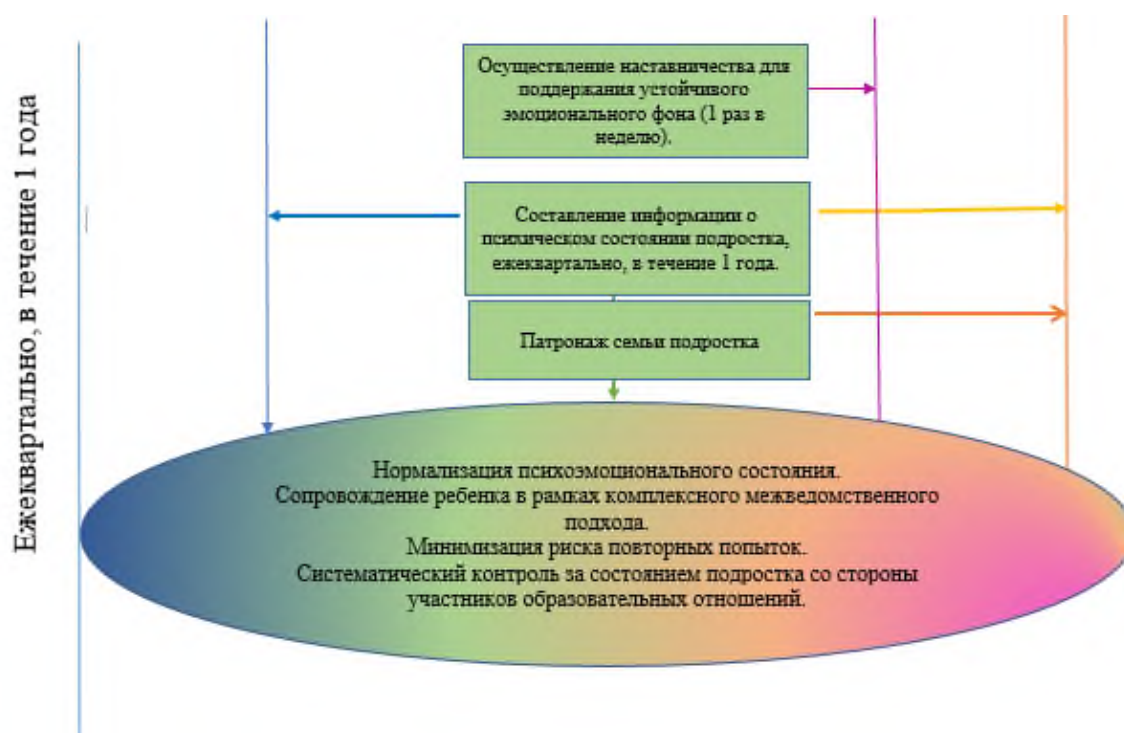 Ежеквартально, в течение 1 года
Осуществление наставничества для
поддержания устойчивого
эмоционального фона (1 раз в
неделю).
Составление информации о
психическом состоянии подростка,
ежеквартально, в течение 1 года.
Патронаж семьи подростка
Нормализация психоэмоционального состояния.
Сопровождение ребенка в рамках комплексного межведомственного
подхода.
Минимизация риска повторных попыток.
Систематический контроль за состоянием подростка со стороны
участников образовательных отношений.